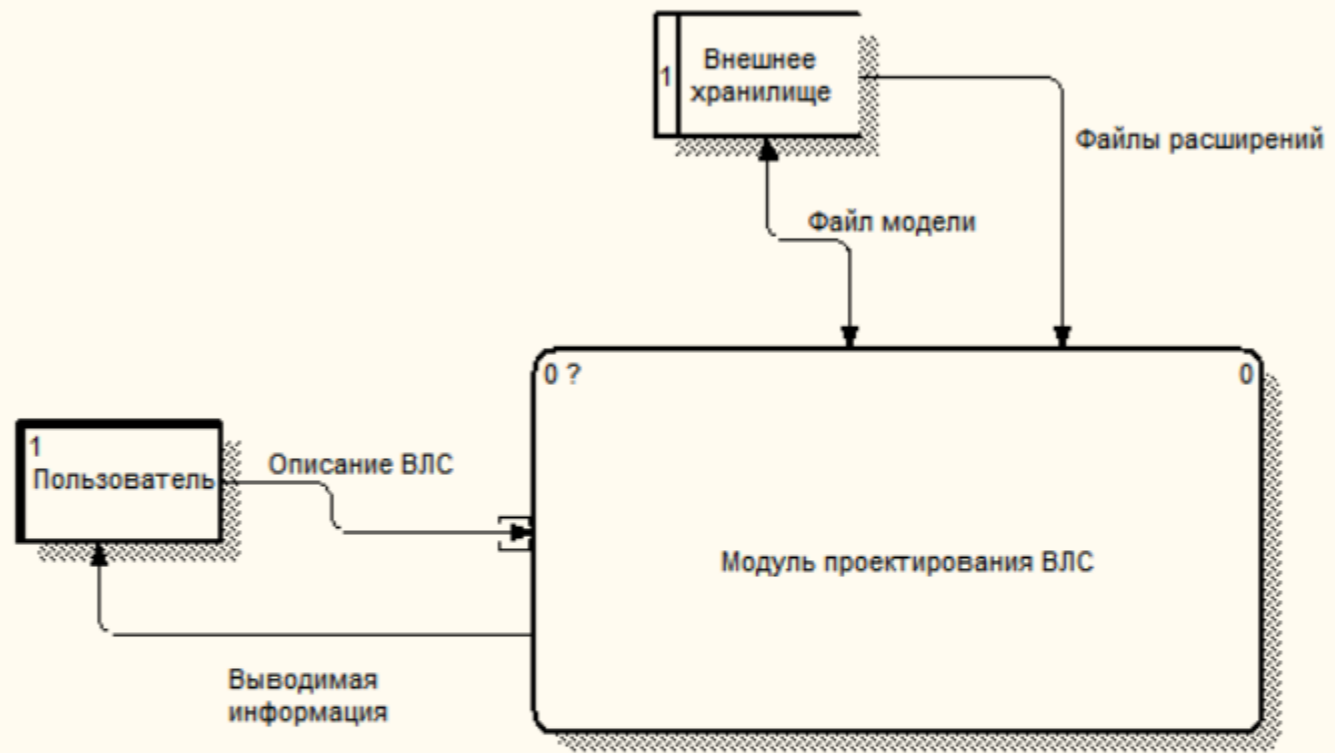 Внешнее
1
хранилище
Файлы расширений
Файл модели
0 ?
0
1
Пользователь
Описание ВЛС
Модуль проектирования ВЛС
Выводимая
информация